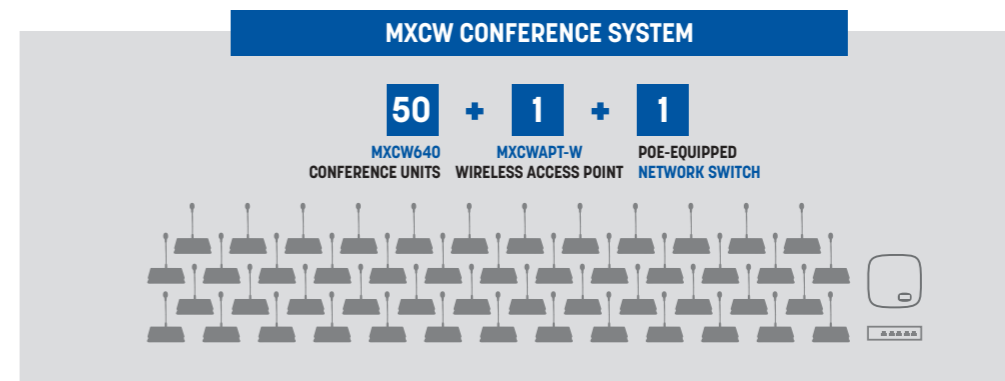 MXCW CONFERENCE SYSTEM
50 + 1 + 1
MXCW640 MXCWAPT-W POE-EQUIPPED
CONFERENCE UNITS WIRELESS ACCESS POINT NETWORK SWITCH